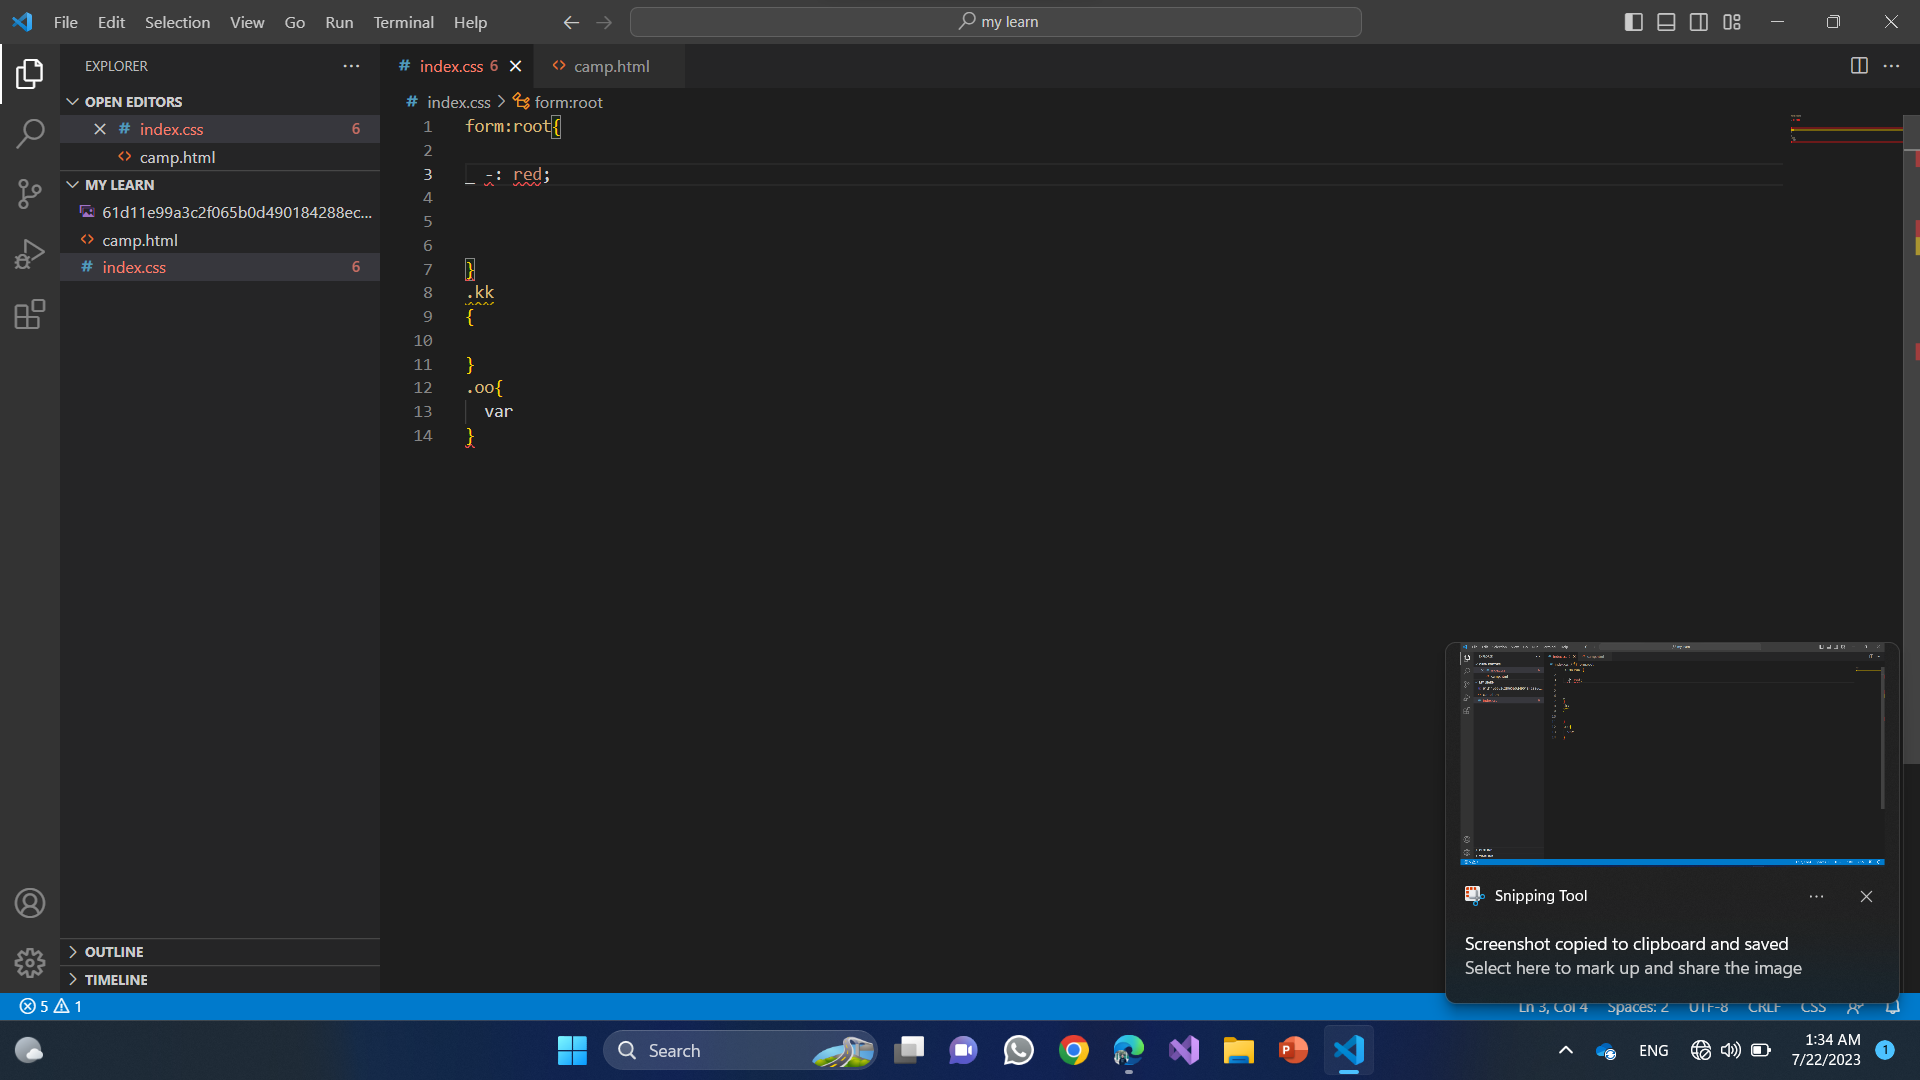 File Edit Selection View Go Run Terminal Help
my learn
EXPLORER
index.css 6
camp.html
OPEN EDITORS
index.css 6
camp.html
MY LEARN
61d11e99a3c2f065b0d490184288ec...
camp.html
index.css 6
OUTLINE
TIMELINE
index.css > form:root
1 form:root{
2
3 _ -: red;
4
5
6
7 }
8 .kk
9 {
10
11 }
12 .oo{
13 var
14 }
Snipping Tool
Screenshot copied to clipboard and saved
Select here to mark up and share the image
5 1
Ln 3, Col 4 Spaces: 2 UTF-8 CRLF CSS
Search
ENG
1:34 AM
7/22/2023
1